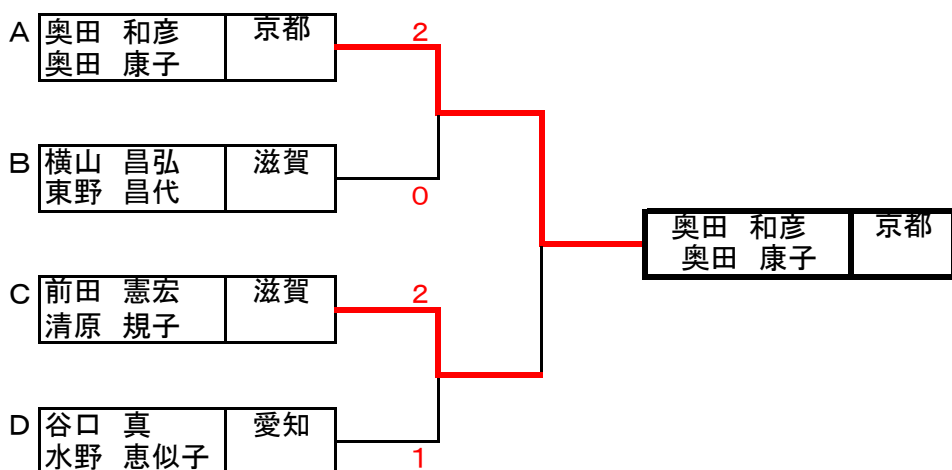 A 奥田 和彦 京都 2
奥田 康子
B 横山 昌弘 滋賀
東野 昌代 0
奥田 和彦 京都
奥田 康子
C 前田 憲宏 滋賀 2
清原 規子
D 谷口 真 愛知
水野 恵似子 1